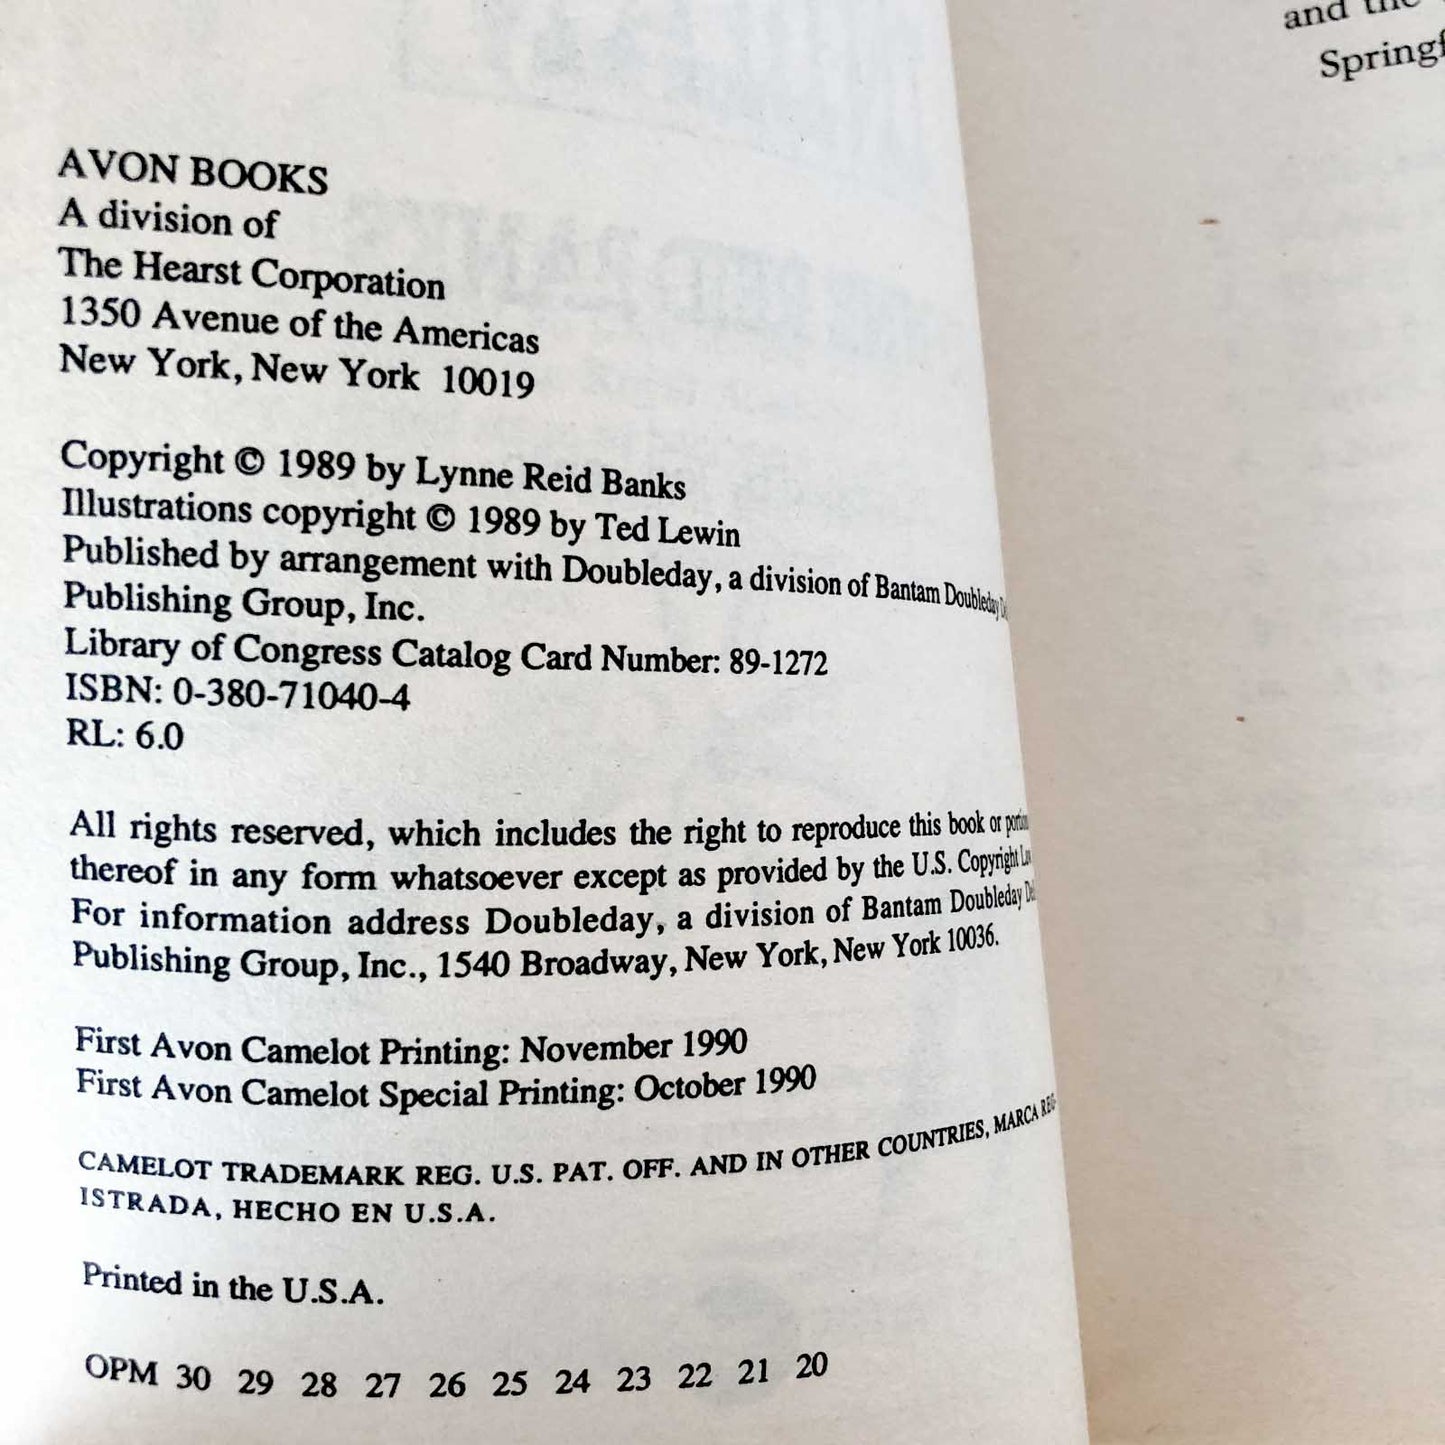 AVON BOOKS
A division of
The Hearst Corporation
1350 Avenue of the Americas
New York, New York 10019
Copyright © 1989 by Lynne Reid Banks
Illustrations copyright © 1989 by Ted Lewin
Published by arrangement with Doubleday, a division of Bantam Doubleday
Publishing Group, Inc.
Library of Congress Catalog Card Number: 89-1272
ISBN: 0-380-71040-4
RL: 6.0
All rights reserved, which includes the right to reproduce this book or
thereof in any form whatsoever except as provided by the U.S. Copyright
For information address Doubleday, a division of Bantam Doubleday
Publishing Group, Inc., 1540 Broadway, New York, New York 10036.
First Avon Camelot Printing: November 1990
First Avon Camelot Special Printing: October 1990
CAMELOT TRADEMARK REG. U.S. PAT. OFF. AND IN OTHER COUNTRIES, MARCA REG-
ISTRADA, HECHO EN U.S.A.
Printed in the U.S.A.
OPM 30 29 28 27 26 25 24 23 22 21 20
and the